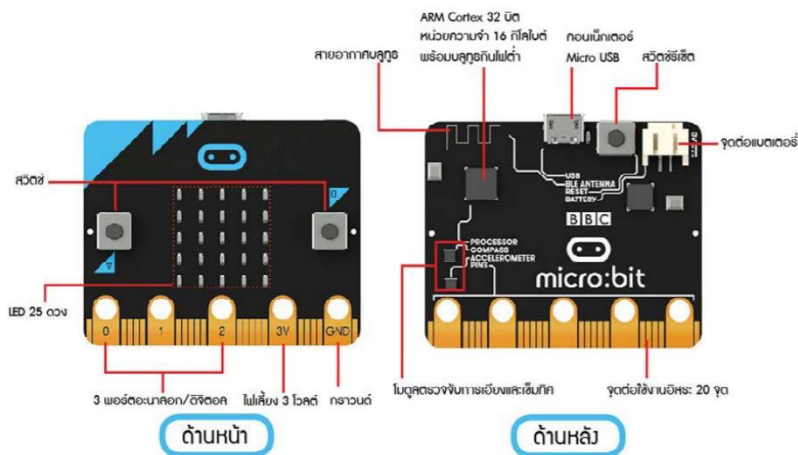 ARM Cortex 32 บิต
หน่วยความจำ 16 กิโลไบต์
พร้อมบลูทูธกินไฟต่ำ
สายอากาศบลูทูธ
คอนเน็กเตอร์
Micro USB
สวิตช์รีเซ็ต
จุดต่อแบตเตอรี่
สวิตช์
B
A
LED 25 ดวง
0
1
2
3V
GND
3 พอร์ตอะนาลอก/ดิจิตอล
ไฟเลี้ยง 3 โวลต์
กราวนด์
ด้านหน้า
USB
BLE ANTENNA
RESET
BATTERY
BBC
PROCESSOR
COMPASS
ACCELEROMETER
PINS
micro:bit
โมดูลตรวจจับการเอียงและเข็มทิศ
จุดต่อใช้งานอิสระ 20 จุด
ด้านหลัง